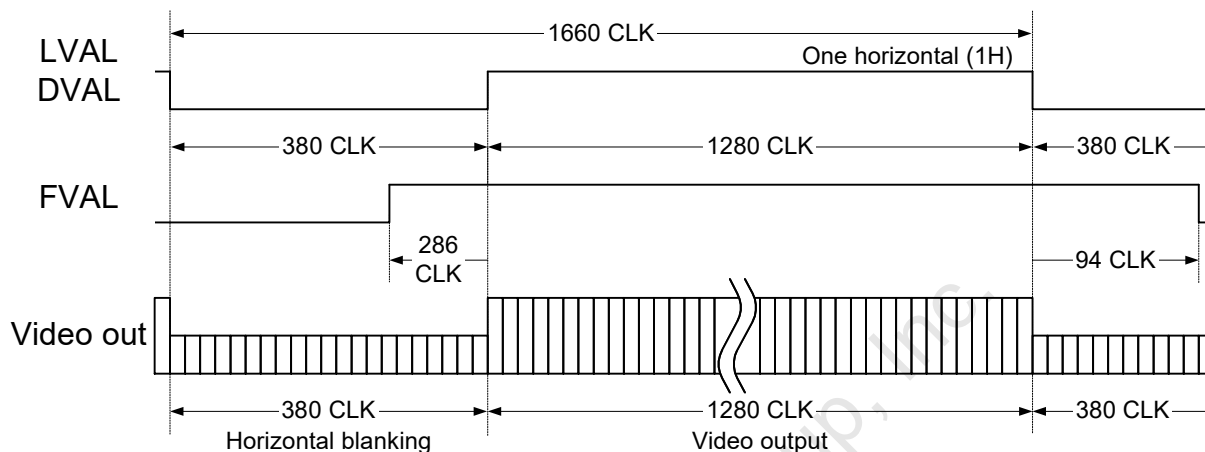 1660 CLK
LVAL
One horizontal (1H)
DVAL
380 CLK
1280 CLK
380 CLK
FVAL
286
CLK
94 CLK
Video out
380 CLK
1280 CLK
380 CLK
Horizontal blanking
Video output
Inc.